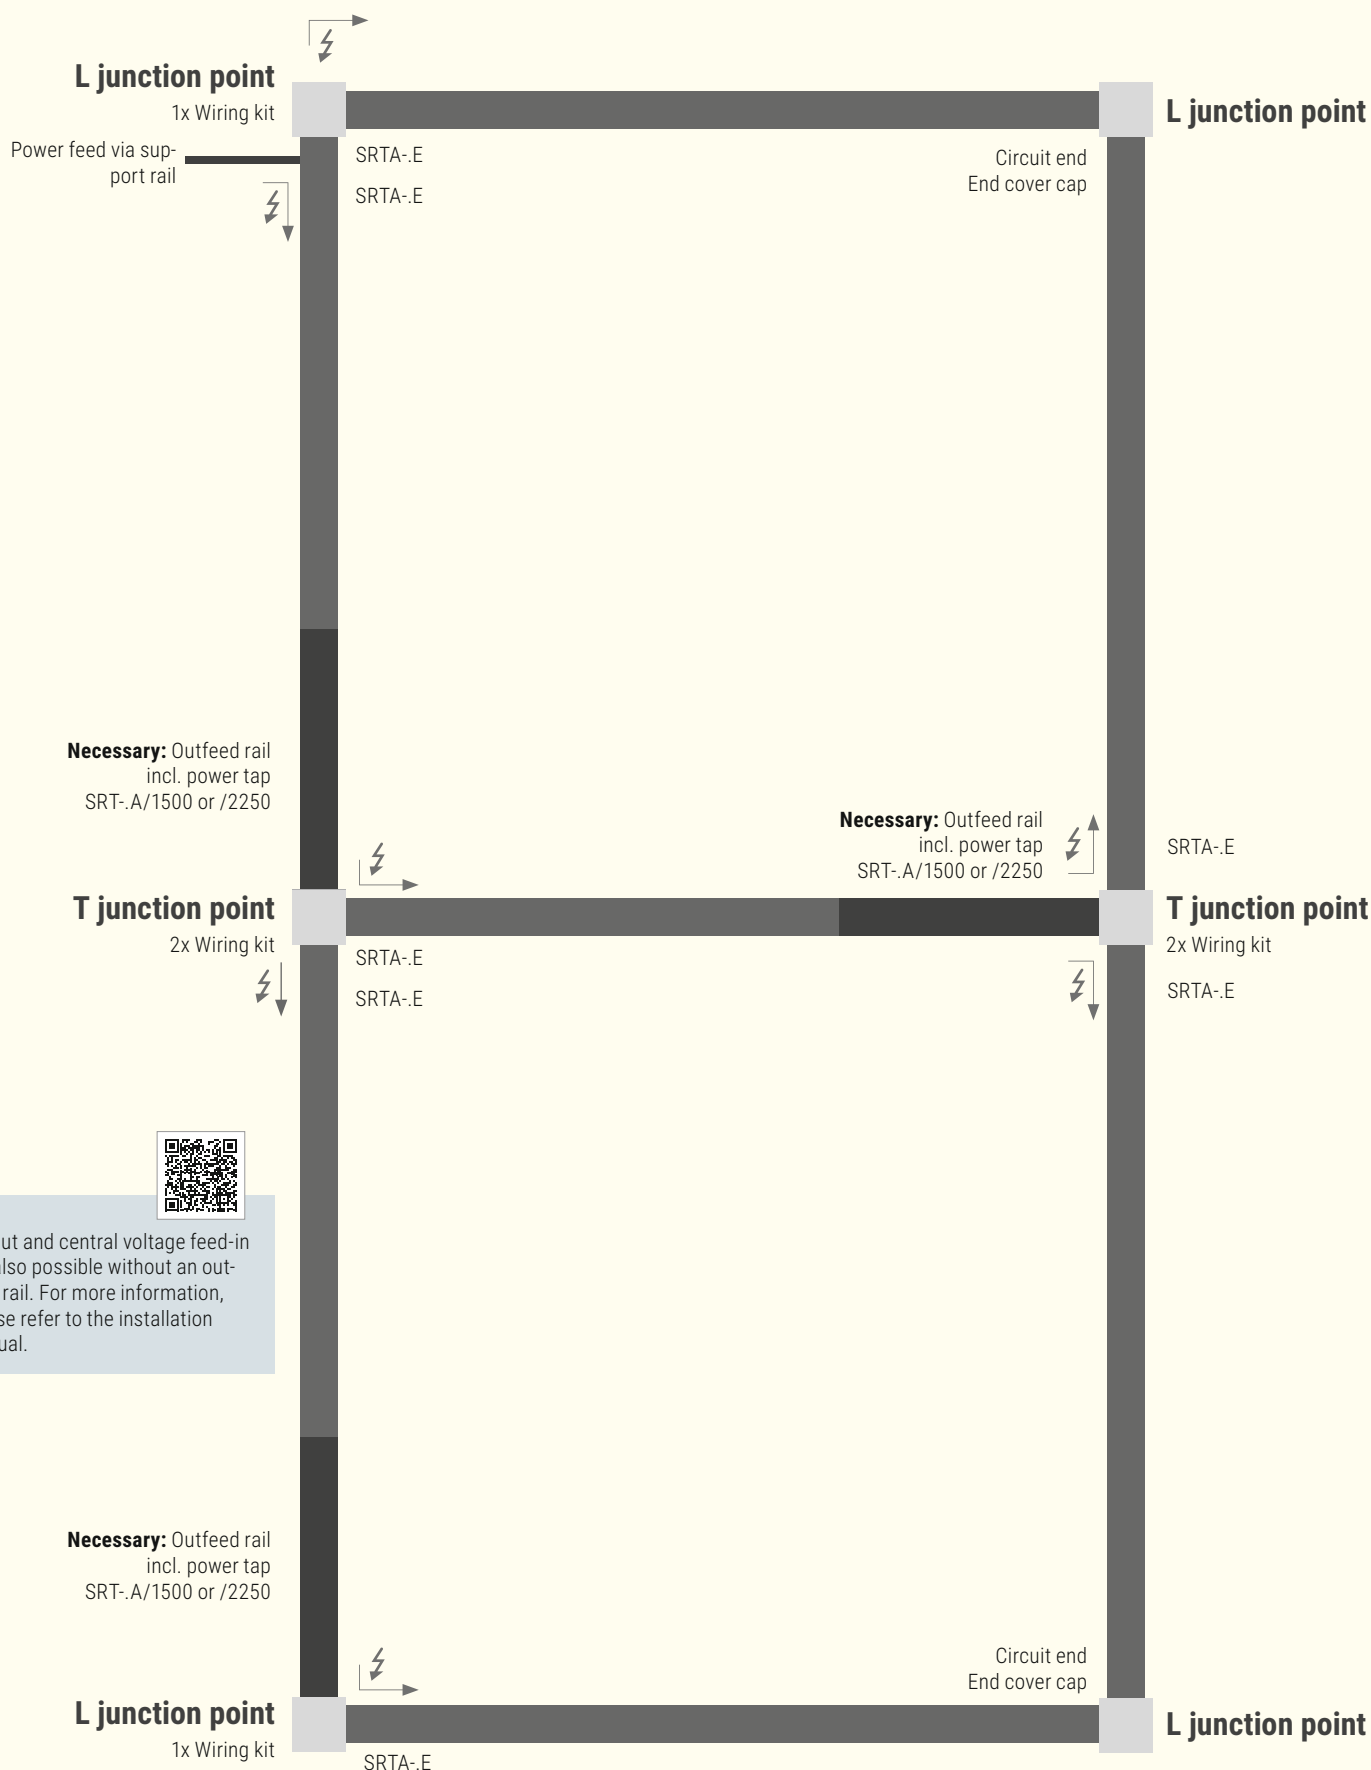 L junction point
1x Wiring kit
L junction point
Power feed via sup-
port rail
SRTA-.E
SRTA-.E
Circuit end
End cover cap
Necessary: Outfeed rail
incl. power tap
SRT-.A/1500 or /2250
Necessary: Outfeed rail
incl. power tap
SRT-.A/1500 or /2250
SRTA-.E
T junction point
2x Wiring kit
T junction point
2x Wiring kit
SRTA-.E
SRTA-.E
SRTA-.E
and central voltage feed-in
also possible without an out-
rail. For more information,
refer to the installation
Necessary: Outfeed rail
incl. power tap
SRT-.A/1500 or /2250
Circuit end
End cover cap
L junction point
1x Wiring kit
L junction point
SRTA-.E